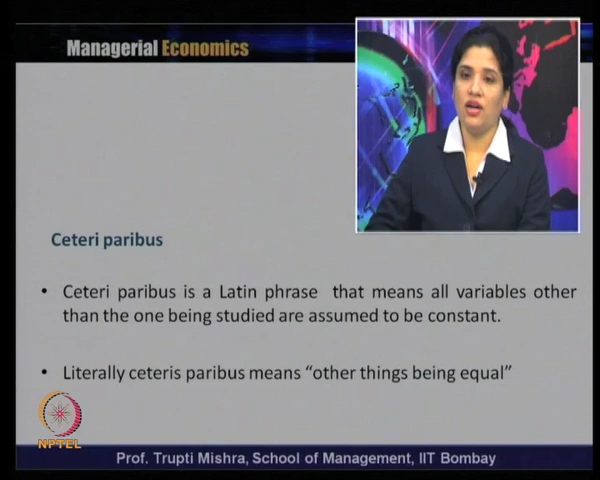 Managerial Economics
Ceteri paribus
• Ceteri paribus is a Latin phrase that means all variables other
than the one being studied are assumed to be constant.
• Literally ceteris paribus means “other things being equal”
NPTEL
Prof. Trupti Mishra, School of Management, IIT Bombay